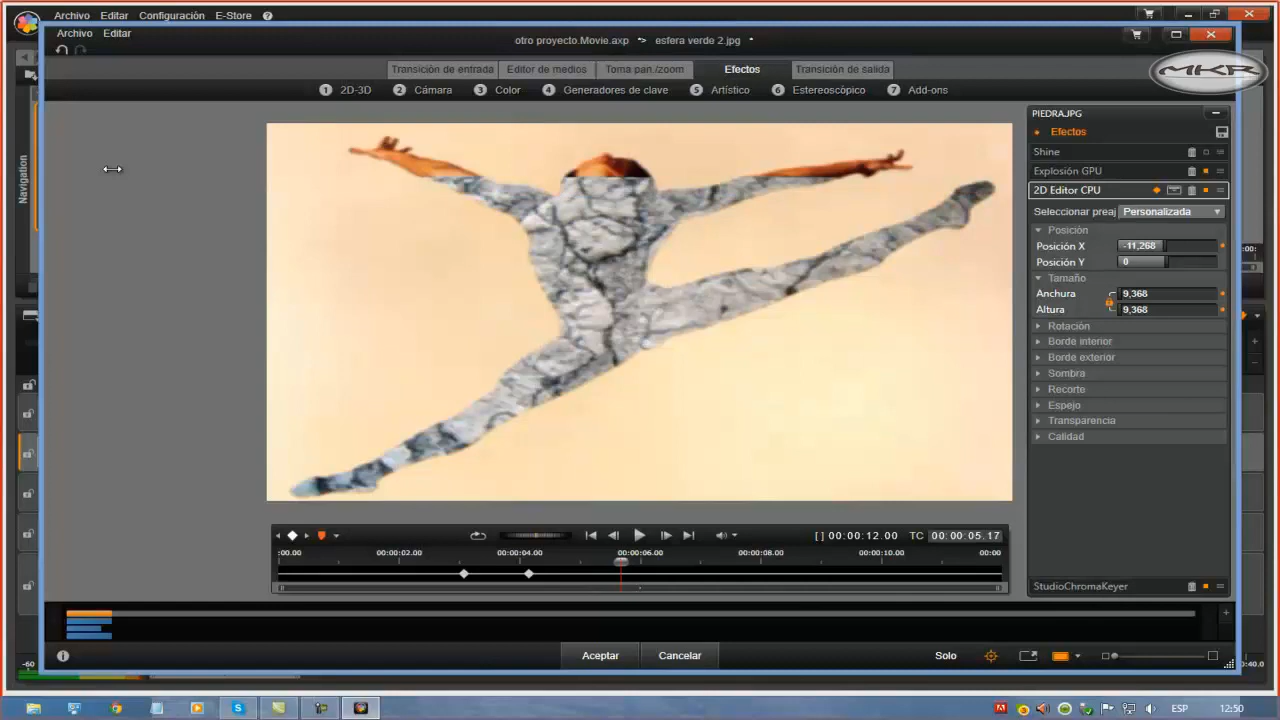 Archivo Editar Configuración E-Store
Archivo Editar
otro proyecto.Movie.axp esfera verde 2.jpg
MKR
Transición de entrada Editor de medios Toma pan./zoom Efectos Transición de salida
1 2D-3D 2 Cámara 3 Color 4 Generadores de clave 5 Artístico 6 Estereoscópico 7 Add-ons
PIEDRA.JPG
Efectos
Shine
Explosión GPU
2D Editor CPU
Seleccionar preaj Personalizada
Posición
Posición X -11,268
Posición Y 0
Tamaño
Anchura 9,368
Altura 9,368
Rotación
Borde interior
Borde exterior
Sombra
Recorte
Espejo
Transparencia
Calidad
Navigation
[ ] 00:00:12.00 TC 00:00:05.17
:00.00 00:00:02.00 00:00:04.00 00:00:06.00 00:00:08.00 00:00:10.00 00:00
StudioChromaKeyer
Aceptar Cancelar Solo
-60
ESP 12:50